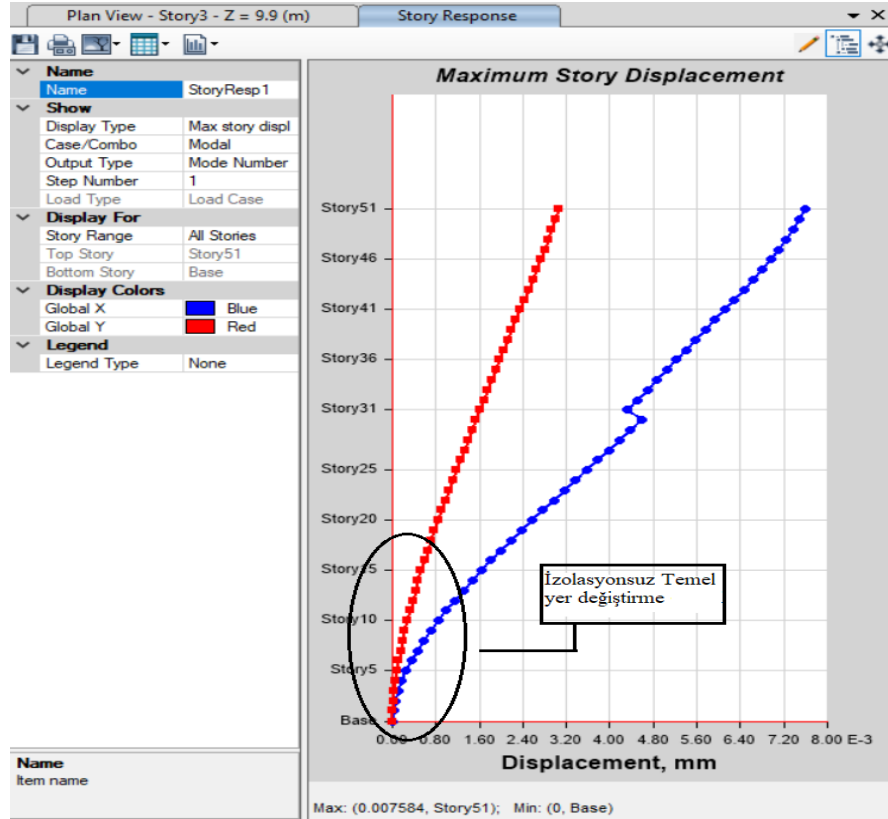 Plan View - Story3 - Z = 9.9 (m)
Story Response
Name
Name StoryResp1
Show
Display Type Max story displ
Case/Combo Modal
Output Type Mode Number
Step Number 1
Load Type Load Case
Display For
Story Range All Stories
Top Story Story51
Bottom Story Base
Display Colors
Global X Blue
Global Y Red
Legend
Legend Type None
Name
Item name
Maximum Story Displacement
Story51
Story46
Story41
Story36
Story31
Story25
Story20
Story15
Story10
Story5
Base
İzolasyonsuz Temel
yer değiştirme
0.00 0.80 1.60 2.40 3.20 4.00 4.80 5.60 6.40 7.20 8.00 E-3
Displacement, mm
Max: (0.007584, Story51); Min: (0, Base)